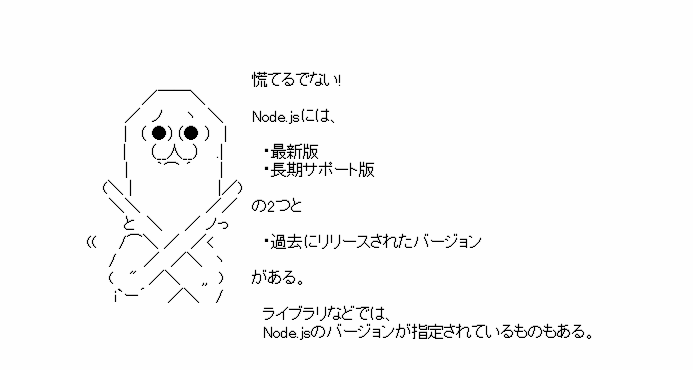 慌てるでない!
Node.jsには、
・最新版
・長期サポート版
の2つと
・過去にリリースされたバージョン
がある。
ライブラリなどでは、
Node.jsのバージョンが指定されているものもある。